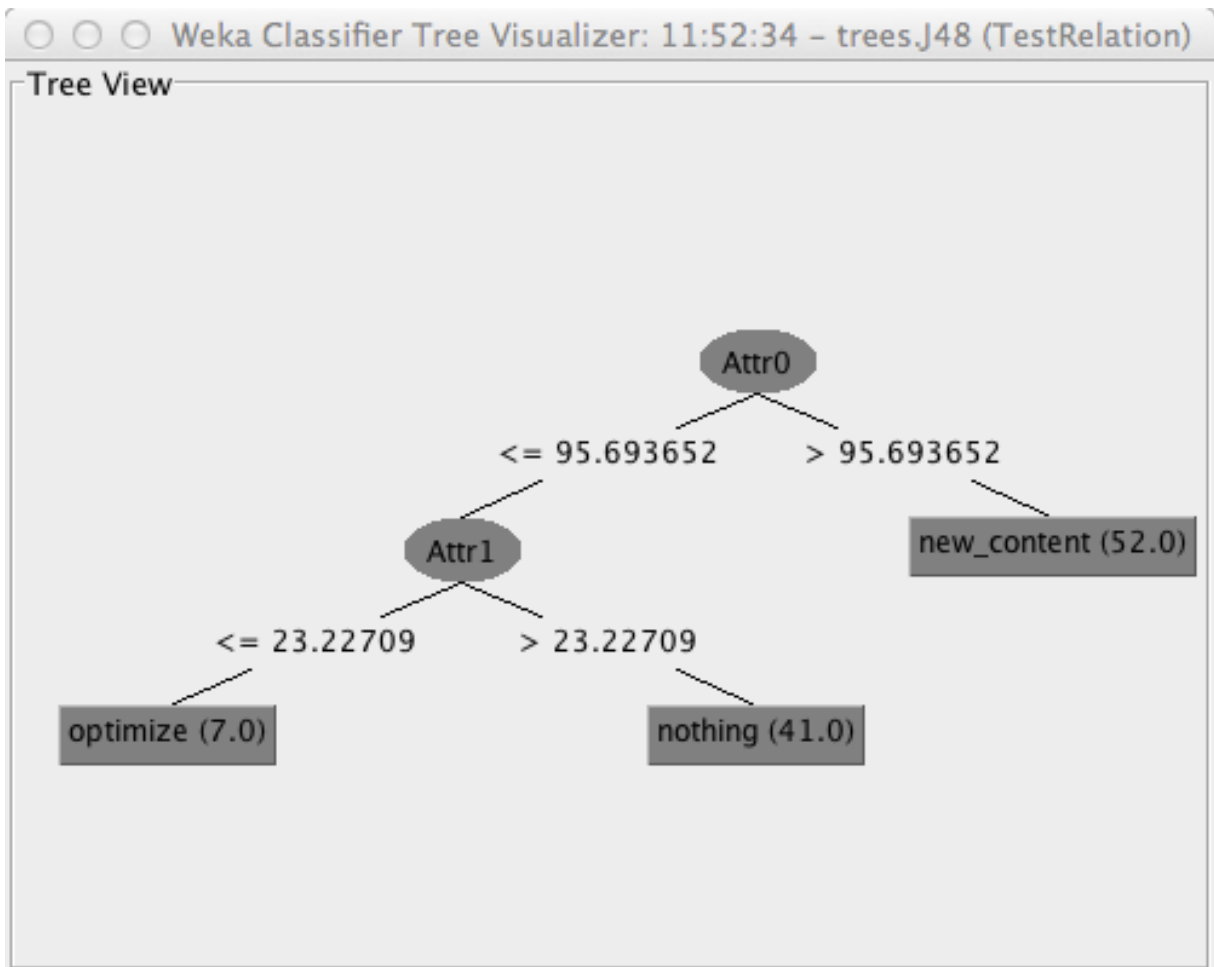 Weka Classifier Tree Visualizer: 11:52:34 – trees.J48 (TestRelation)
Tree View
Attr0
<= 95.693652 > 95.693652
Attr1
new_content (52.0)
<= 23.22709 > 23.22709
optimize (7.0) nothing (41.0)